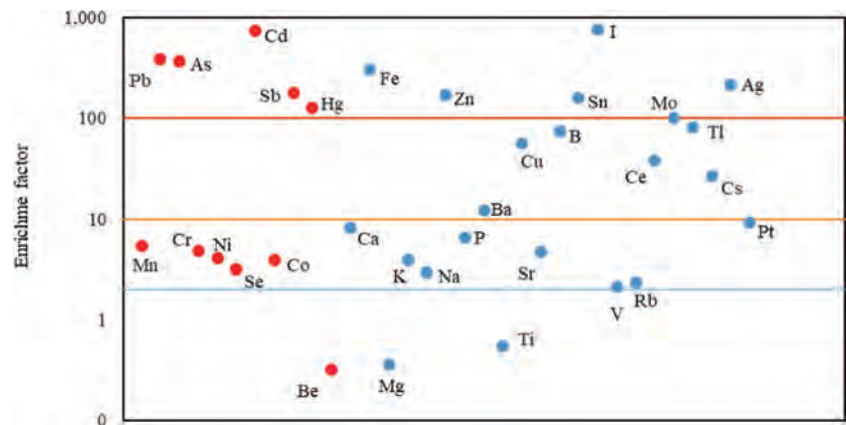 1.000
100
10
1
0
Enrichme factor
Pb
As
Cd
Sb
Hg
Fe
Zn
I
Sn
B
Cu
Mo
Tl
Ag
Ce
Cs
Pt
Mn
Cr
Ni
Se
Co
Ca
K
Na
P
Ba
Sr
V
Rb
Be
Mg
Ti